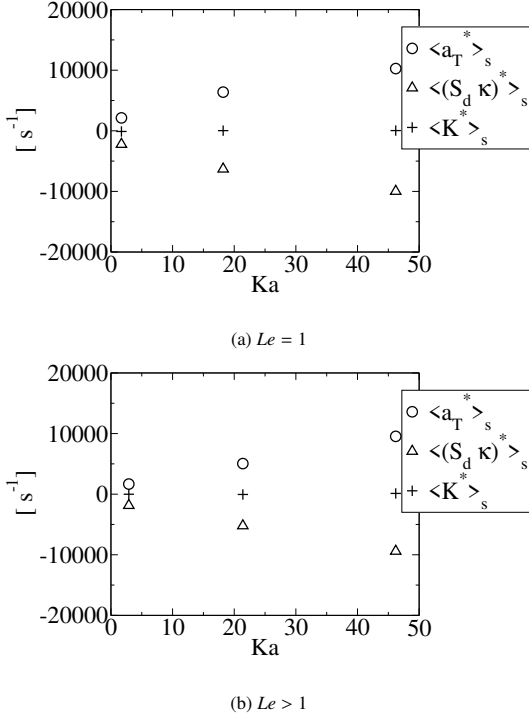 20000
10000
0
-10000
-20000
[ s⁻¹]
0 10 20 30 40 50
Ka
<a_T^*>_s
<(S_d κ)^*>_s
<K^*>_s
(a) Le = 1
20000
10000
0
-10000
-20000
[ s⁻¹]
0 10 20 30 40 50
Ka
<a_T^*>_s
<(S_d κ)^*>_s
<K^*>_s
(b) Le > 1